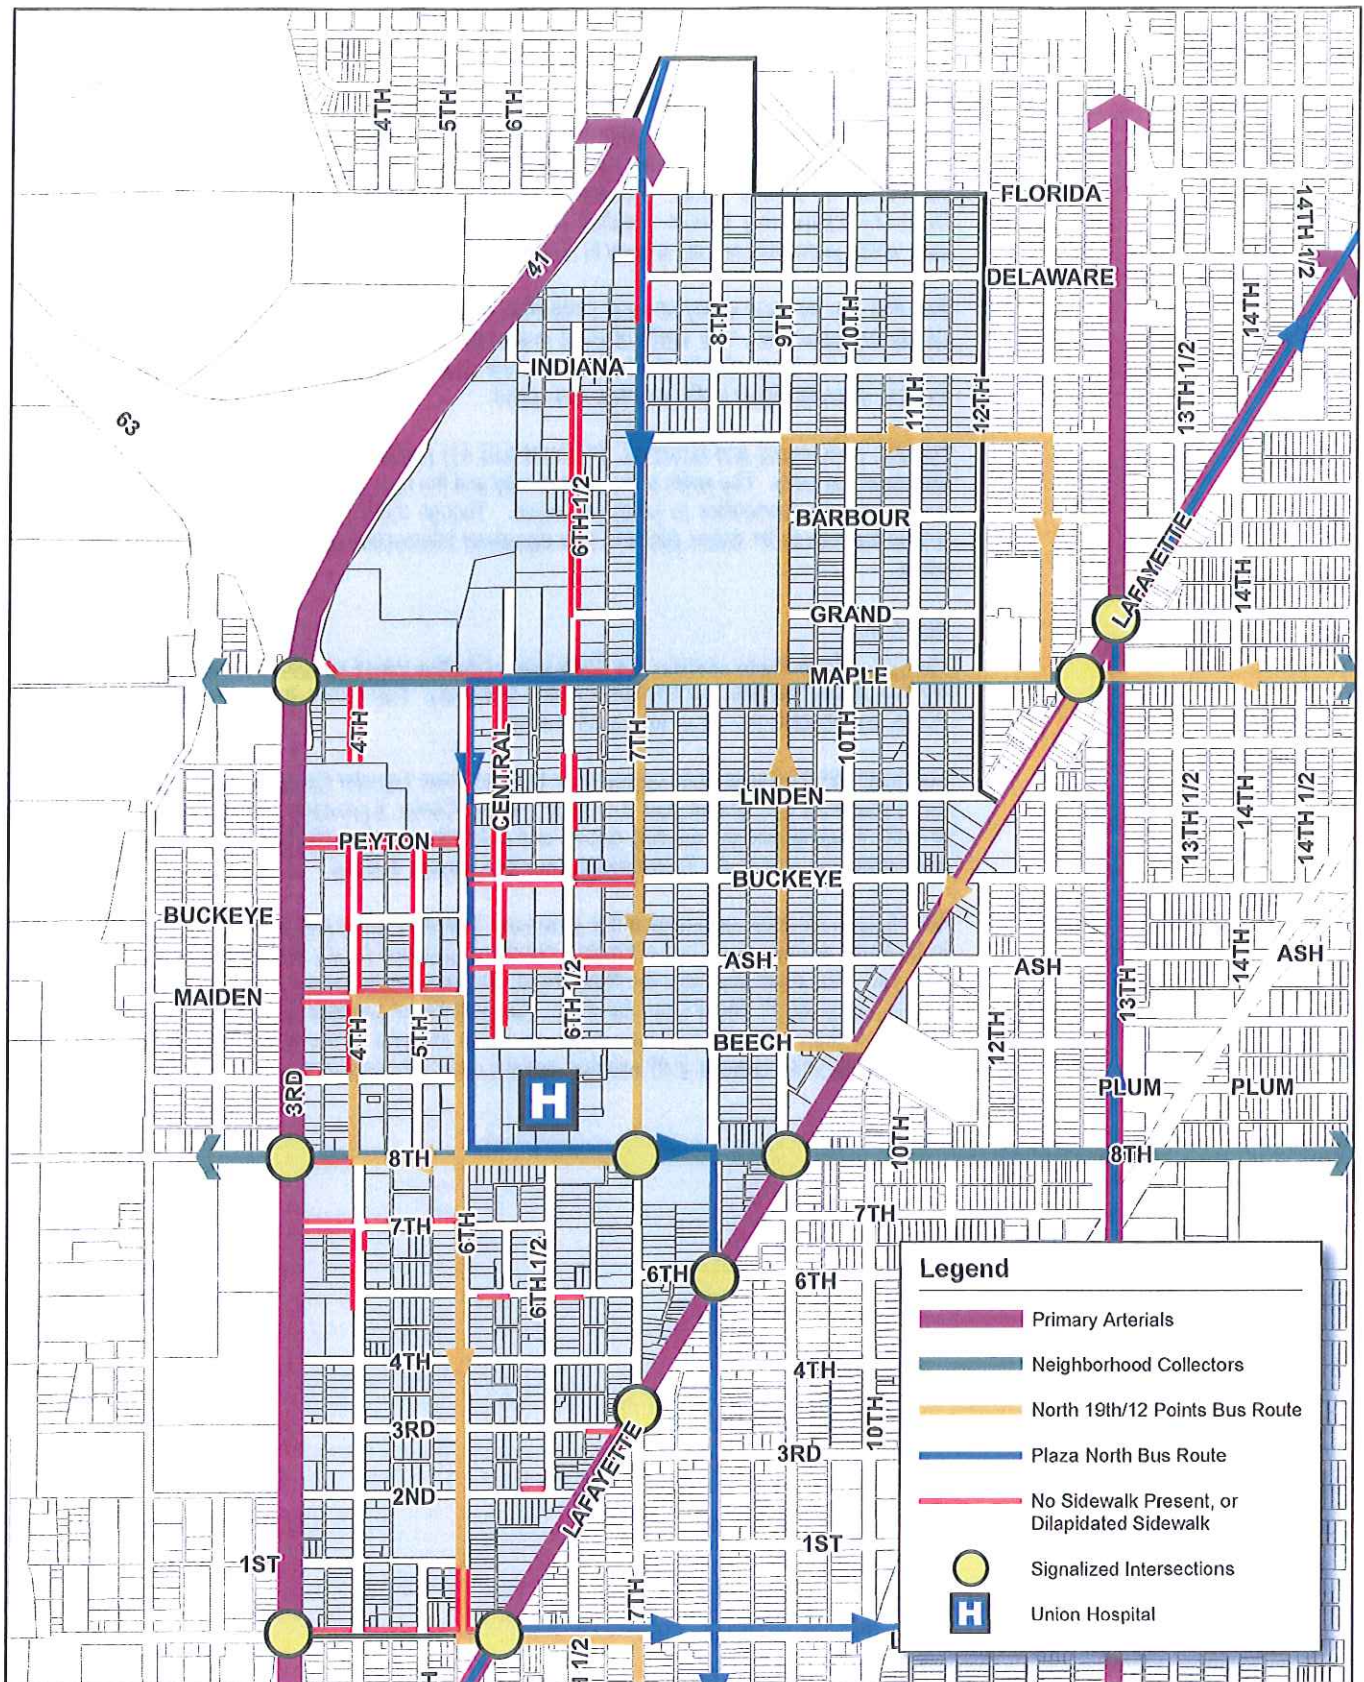 4TH
5TH
6TH
FLORIDA
14TH 1/2
41
DELAWARE
8TH
9TH
10TH
14TH
INDIANA
13TH 1/2
11TH
12TH
63
6TH 1/2
BARBOUR
LAFAYETTE
14TH
GRAND
MAPLE
4TH
CENTRAL
7TH
10TH
LINDEN
13TH 1/2
14TH
14TH 1/2
PEYTON
BUCKEYE
BUCKEYE
ASH
ASH
14TH
ASH
MAIDEN
6TH 1/2
13TH
4TH
5TH
BEECH
12TH
3RD
H
PLUM
PLUM
8TH
10TH
8TH
7TH
6TH
7TH
6TH 1/2
6TH
6TH
4TH
4TH
3RD
10TH
3RD
2ND
LAFAYETTE
1ST
1ST
7TH
1/2
Legend
Primary Arterials
Neighborhood Collectors
North 19th/12 Points Bus Route
Plaza North Bus Route
No Sidewalk Present, or
Dilapidated Sidewalk
Signalized Intersections
H
Union Hospital